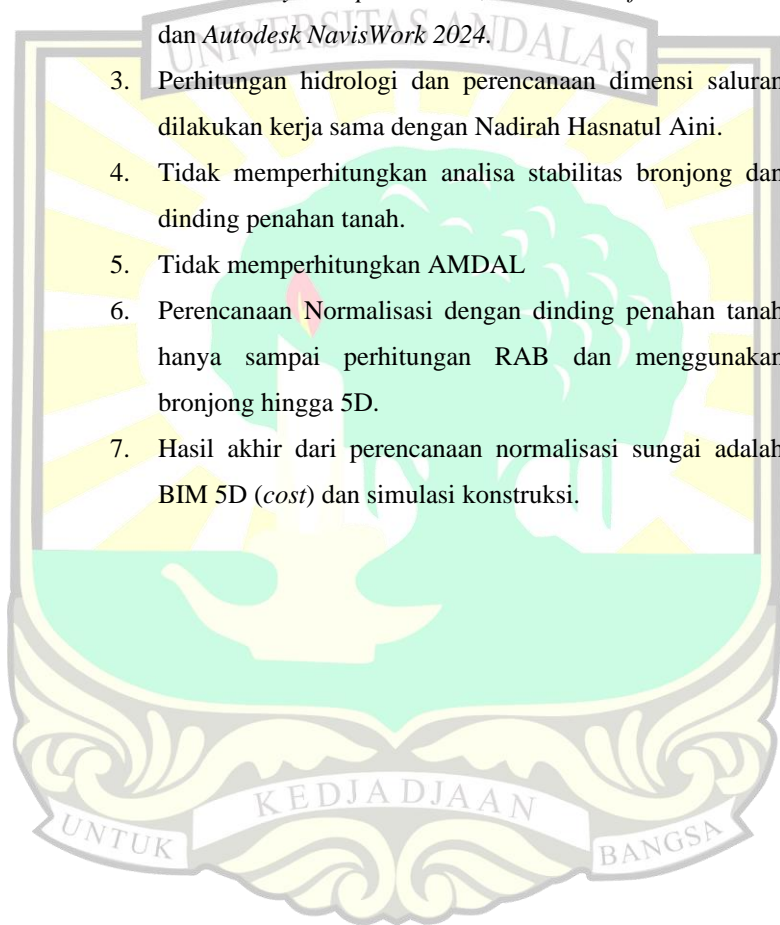 UNIVERSITAS ANDALAS
dan Autodesk NavisWork 2024.
3. Perhitungan hidrologi dan perencanaan dimensi saluran
dilakukan kerja sama dengan Nadirah Hasnatul Aini.
4. Tidak memperhitungkan analisa stabilitas bronjong dan
dinding penahan tanah.
5. Tidak memperhitungkan AMDAL
6. Perencanaan Normalisasi dengan dinding penahan tanah
hanya sampai perhitungan RAB dan menggunakan
bronjong hingga 5D.
7. Hasil akhir dari perencanaan normalisasi sungai adalah
BIM 5D (cost) dan simulasi konstruksi.
UNTUK KEDJADJAAN BANGSA